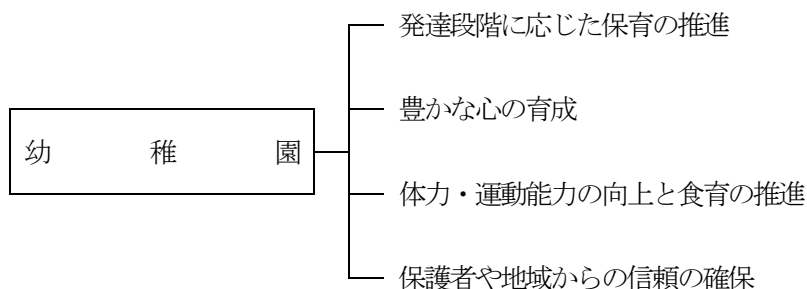 発達段階に応じた保育の推進
豊かな心の育成
幼稚園
体力・運動能力の向上と食育の推進
保護者や地域からの信頼の確保